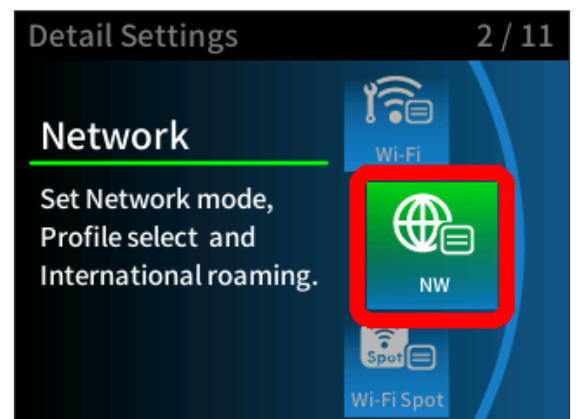 Detail Settings 2 / 11
Wi-Fi
Network
Set Network mode,
Profile select and
International roaming.
NW
Spot
Wi-Fi Spot